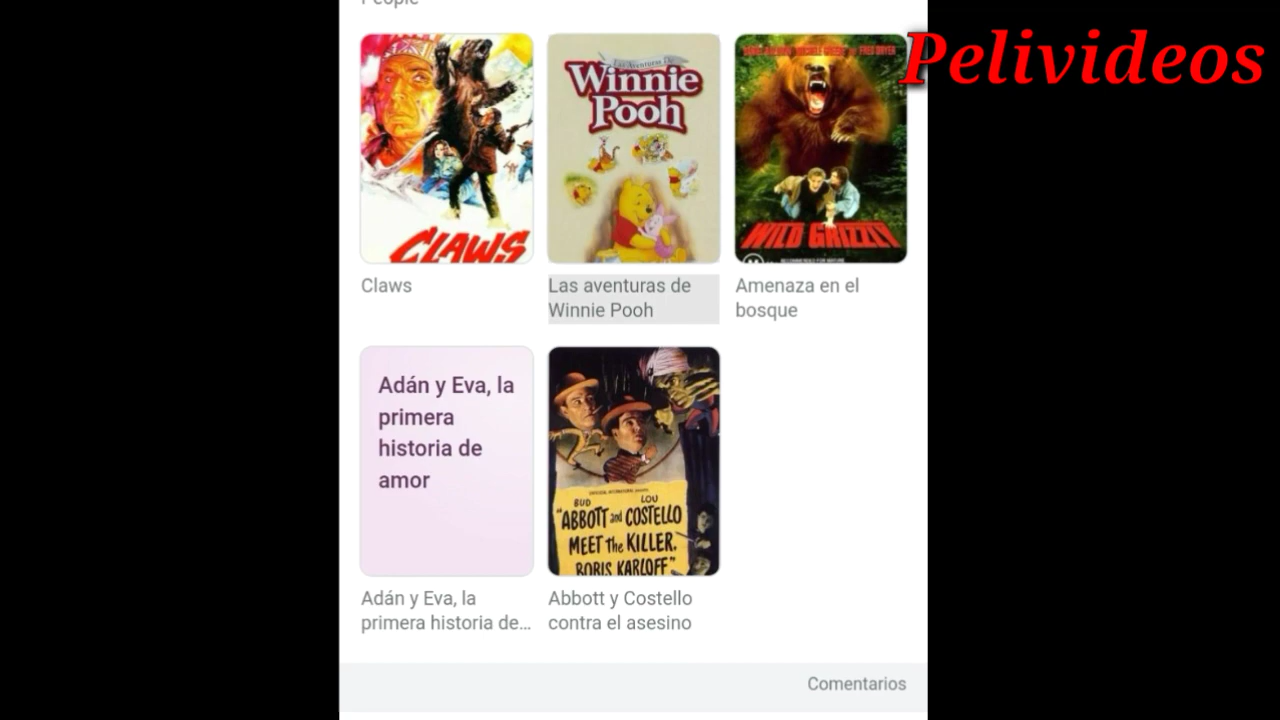 People
Pelivideos
Las Aventuras De
Winnie
Pooh
CLAWS
WILD GRIZZLY
Claws
Las aventuras de
Winnie Pooh
Amenaza en el
bosque
Adán y Eva, la
primera
historia de
amor
BUD LOU
"ABBOTT and COSTELLO
MEET the KILLER,
BORIS KARLOFF"
Adán y Eva, la
primera historia de...
Abbott y Costello
contra el asesino
Comentarios